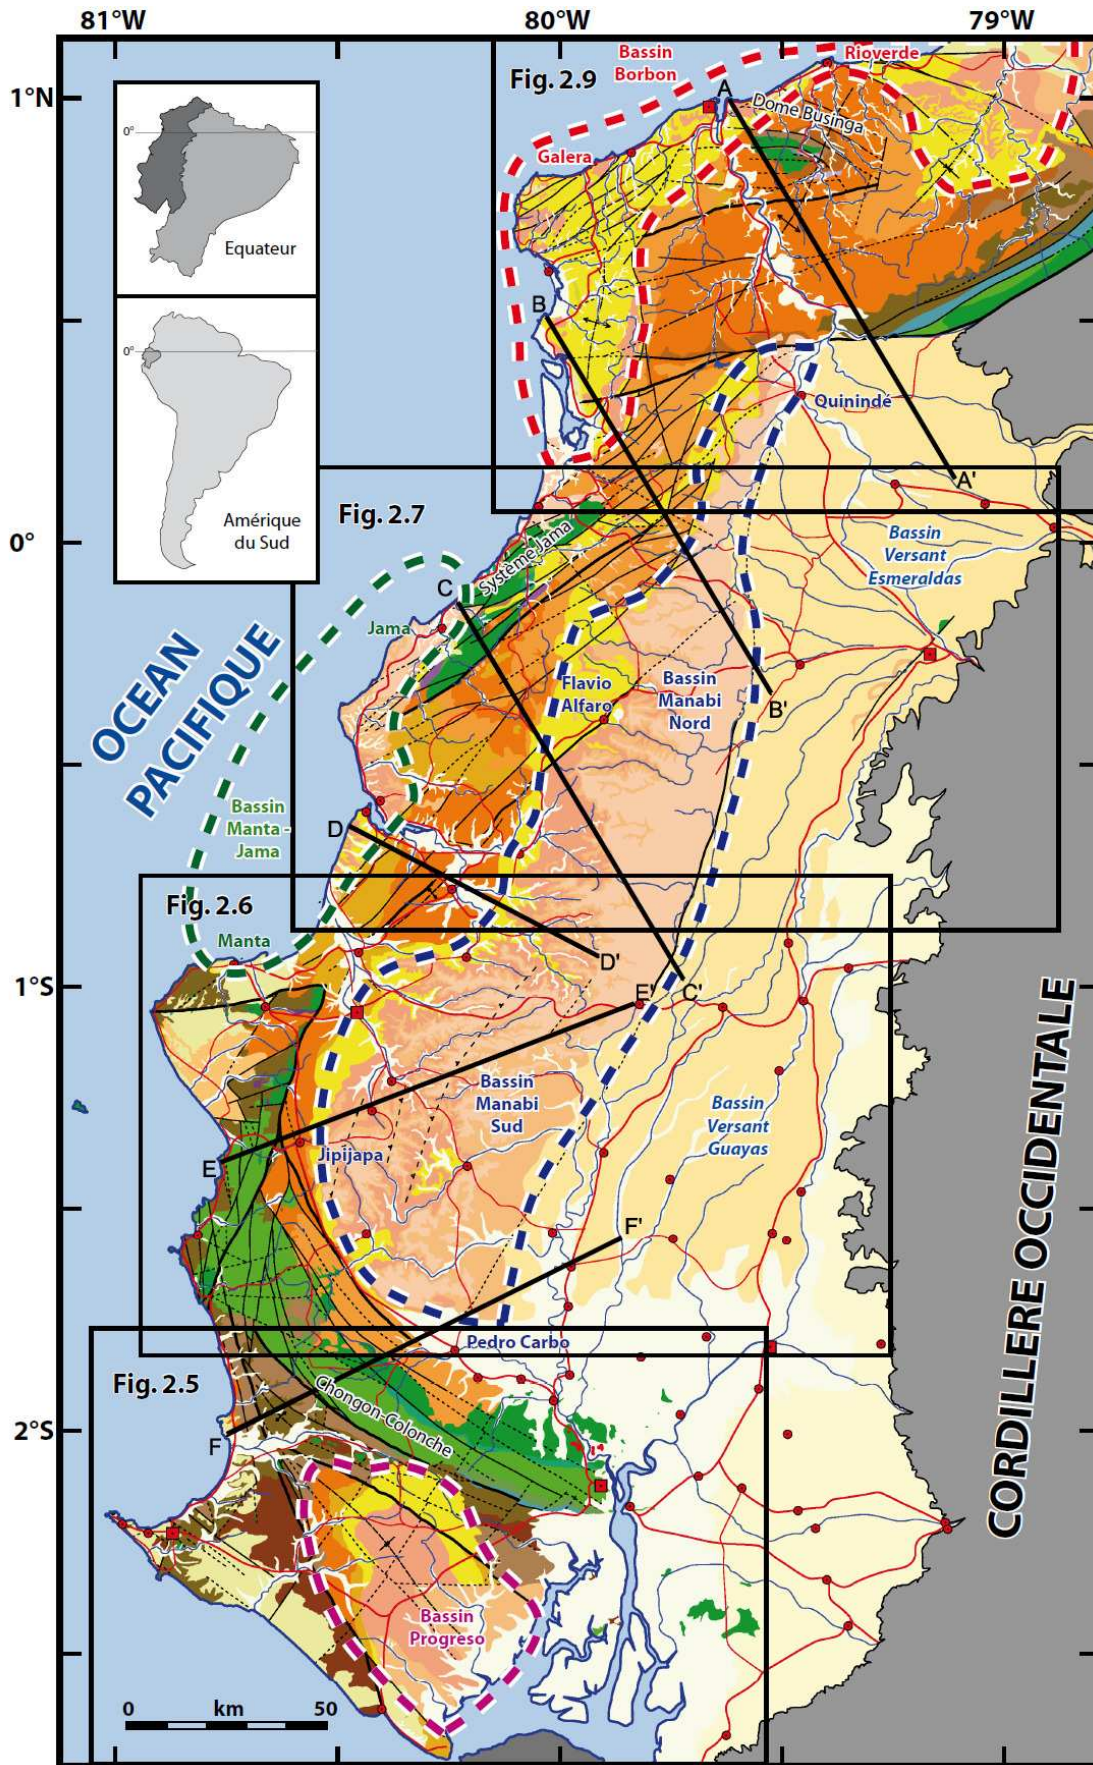 81°W
80°W
79°W
1°N
0°
1°S
2°S
0°
Equateur
0°
Amérique
du Sud
Fig. 2.9
Bassin
Borbon
Rioverde
A
Dome Businga
Galera
B
Quinindé
A'
Fig. 2.7
Bassin
Versant
Esmeraldas
Système Jama
C
Jama
OCEAN
PACIFIQUE
Flavio
Alfaro
Bassin
Manabi
Nord
B'
Bassin
Manta -
Jama
D
Fig. 2.6
Manta
D'
E'
C'
Bassin
Manabi
Sud
Bassin
Versant
Guayas
E
Jipijapa
F'
CORDILLERE OCCIDENTALE
Pedro Carbo
Fig. 2.5
Chongon-Colonche
F
Bassin
Progreso
0 km 50